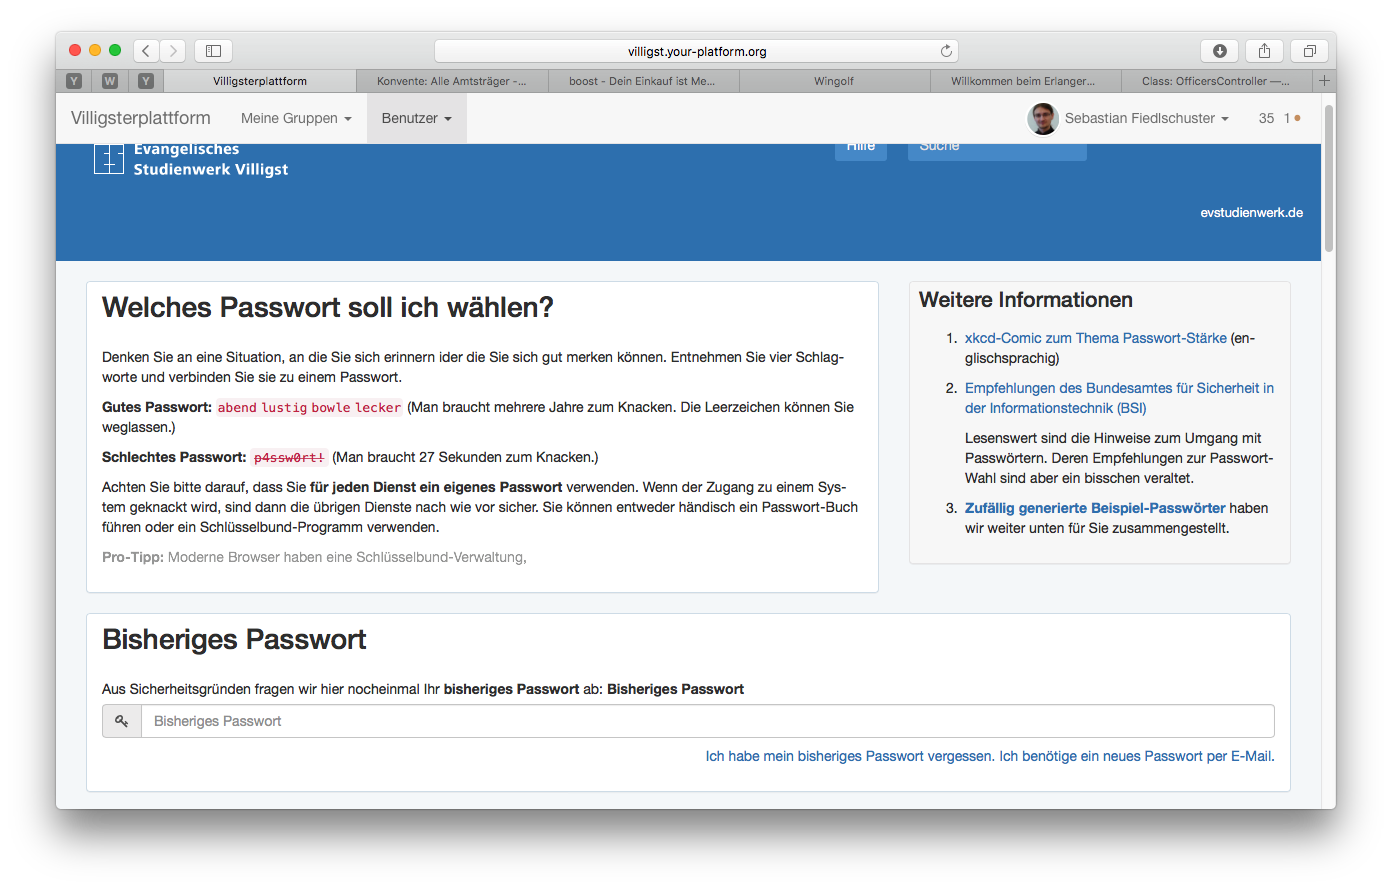 villigst.your-platform.org
Y
W
Y
Villigsterplattform
Konvente: Alle Amtsträger -...
boost - Dein Einkauf ist Me...
Wingolf
Willkommen beim Erlanger...
Class: OfficersController —...
Villigsterplattform
Meine Gruppen
Benutzer
Sebastian Fiedlschuster
35
1
Evangelisches
Studienwerk Villigst
Hilfe
Suche
evstudienwerk.de
Welches Passwort soll ich wählen?
Denken Sie an eine Situation, an die Sie sich erinnern ider die Sie sich gut merken können. Entnehmen Sie vier Schlag-
worte und verbinden Sie sie zu einem Passwort.
Gutes Passwort: abend lustig bowle lecker (Man braucht mehrere Jahre zum Knacken. Die Leerzeichen können Sie
weglassen.)
Schlechtes Passwort: p4ssw0rt! (Man braucht 27 Sekunden zum Knacken.)
Achten Sie bitte darauf, dass Sie für jeden Dienst ein eigenes Passwort verwenden. Wenn der Zugang zu einem Sys-
tem geknackt wird, sind dann die übrigen Dienste nach wie vor sicher. Sie können entweder händisch ein Passwort-Buch
führen oder ein Schlüsselbund-Programm verwenden.
Pro-Tipp: Moderne Browser haben eine Schlüsselbund-Verwaltung,
Weitere Informationen
1. xkcd-Comic zum Thema Passwort-Stärke (en-
glischsprachig)
2. Empfehlungen des Bundesamtes für Sicherheit in
der Informationstechnik (BSI)
Lesenswert sind die Hinweise zum Umgang mit
Passwörtern. Deren Empfehlungen zur Passwort-
Wahl sind aber ein bisschen veraltet.
3. Zufällig generierte Beispiel-Passwörter haben
wir weiter unten für Sie zusammengestellt.
Bisheriges Passwort
Aus Sicherheitsgründen fragen wir hier nocheinmal Ihr bisheriges Passwort ab: Bisheriges Passwort
Bisheriges Passwort
Ich habe mein bisheriges Passwort vergessen. Ich benötige ein neues Passwort per E-Mail.